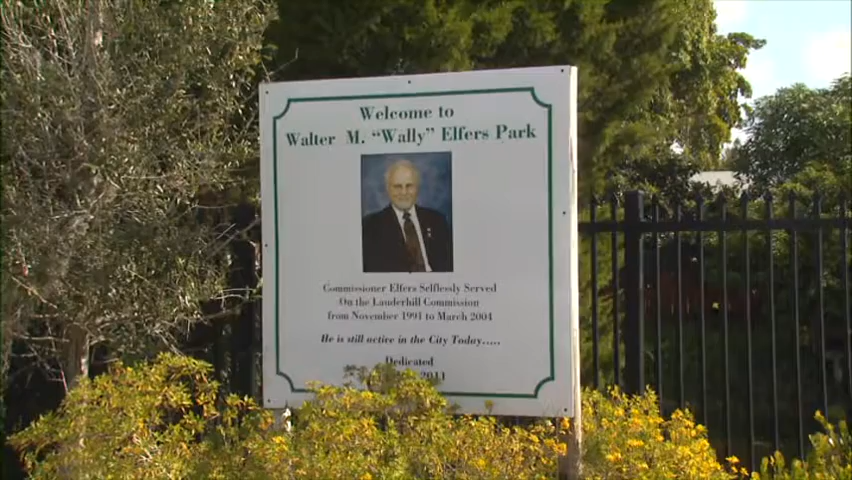 Welcome to
Walter M. "Wally" Elfers Park
Commissioner Elfers Selflessly Served
On the Lauderhill Commission
from November 1991 to March 2004
He is still active in the City Today.....
Dedicated
2011